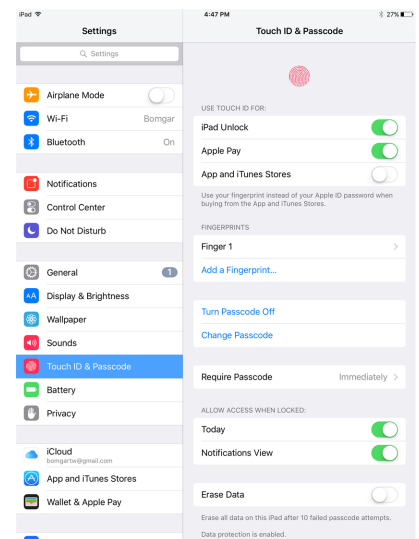 iPad
4:47 PM
27%
Settings
Touch ID & Passcode
Settings
Airplane Mode
Wi-Fi
Bomgar
Bluetooth
On
Notifications
Control Center
Do Not Disturb
General
1
AA
Display & Brightness
Wallpaper
Sounds
Touch ID & Passcode
Battery
Privacy
iCloud
bomgartw@gmail.com
App and iTunes Stores
Wallet & Apple Pay
USE TOUCH ID FOR:
iPad Unlock
Apple Pay
App and iTunes Stores
Use your fingerprint instead of your Apple ID password when
buying from the App and iTunes Stores.
FINGERPRINTS
Finger 1
Add a Fingerprint...
Turn Passcode Off
Change Passcode
Require Passcode
Immediately
ALLOW ACCESS WHEN LOCKED:
Today
Notifications View
Erase Data
Erase all data on this iPad after 10 failed passcode attempts.
Data protection is enabled.